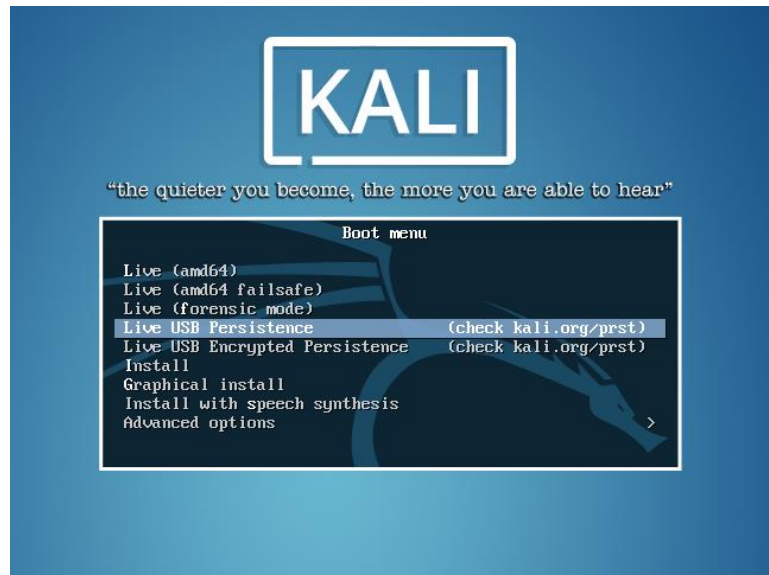 KALI
“the quieter you become, the more you are able to hear”
Boot menu
Live (amd64)
Live (amd64 failsafe)
Live (forensic mode)
Live USB Persistence (check kali.org/prst)
Live USB Encrypted Persistence (check kali.org/prst)
Install
Graphical install
Install with speech synthesis
Advanced options >